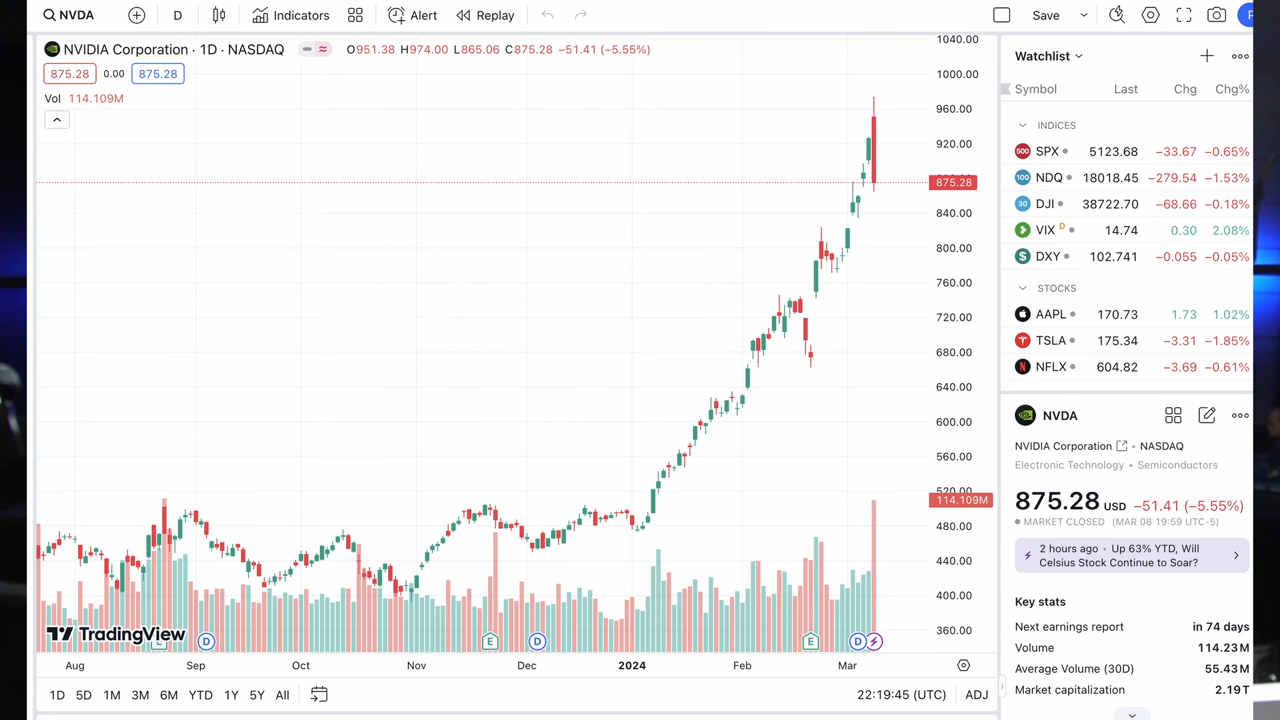 NVDA
D
Indicators
Alert
Replay
Save
NVIDIA Corporation · 1D · NASDAQ
O951.38 H974.00 L865.06 C875.28 −51.41 (−5.55%)
875.28 0.00 875.28
Vol 114.109M
1040.00
1000.00
960.00
920.00
875.28
840.00
800.00
760.00
720.00
680.00
640.00
600.00
560.00
520.00
114.109M
480.00
440.00
400.00
360.00
TradingView
E D E D E D
Aug Sep Oct Nov Dec 2024 Feb Mar
1D 5D 1M 3M 6M YTD 1Y 5Y All
22:19:45 (UTC) ADJ
Watchlist
Symbol Last Chg Chg%
INDICES
500 SPX 5123.68 −33.67 −0.65%
100 NDQ 18018.45 −279.54 −1.53%
30 DJI 38722.70 −68.66 −0.18%
VIX D 14.74 0.30 2.08%
$ DXY 102.741 −0.055 −0.05%
STOCKS
AAPL 170.73 1.73 1.02%
TSLA 175.34 −3.31 −1.85%
NFLX 604.82 −3.69 −0.61%
NVDA
NVIDIA Corporation • NASDAQ
Electronic Technology • Semiconductors
875.28 USD −51.41 (−5.55%)
MARKET CLOSED (MAR 08 19:59 UTC-5)
2 hours ago · Up 63% YTD, Will
Celsius Stock Continue to Soar?
Key stats
Next earnings report in 74 days
Volume 114.23M
Average Volume (30D) 55.43M
Market capitalization 2.19T